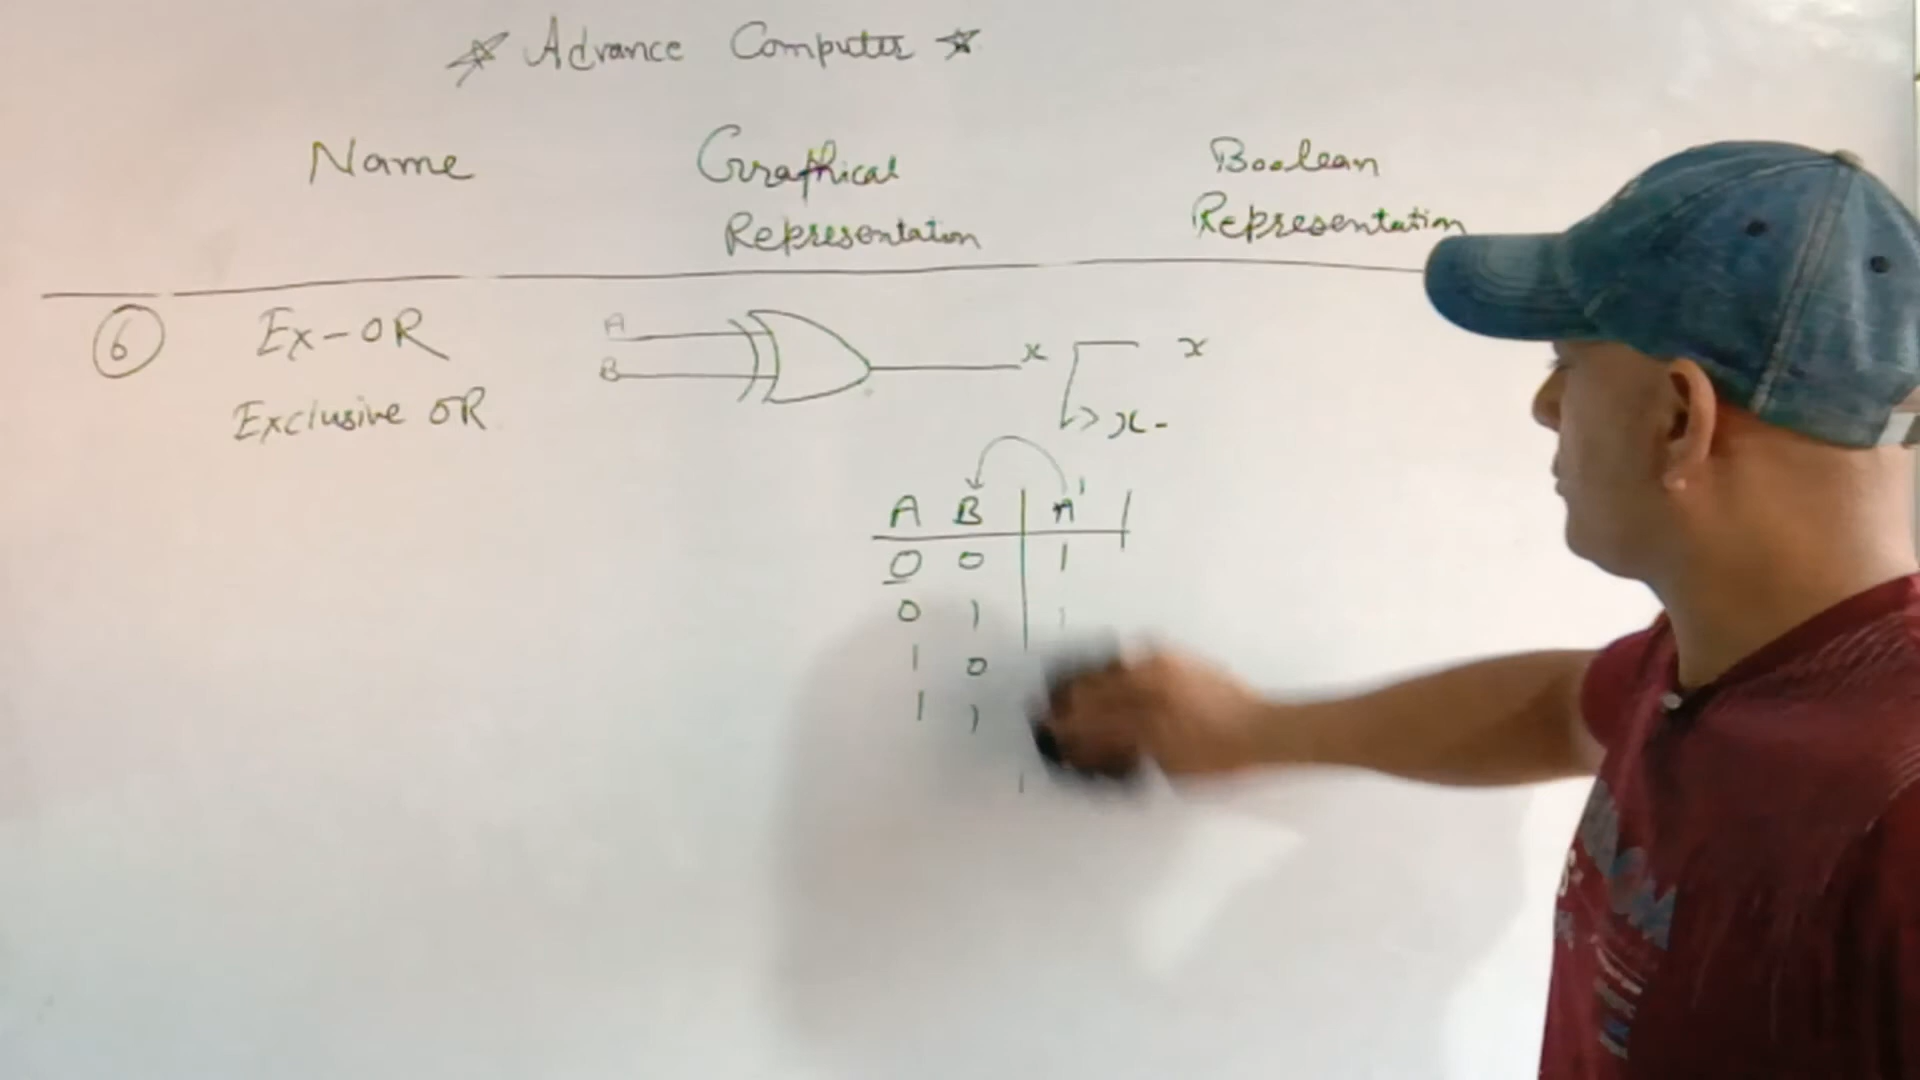 ☆ Advance Computer ☆
Name Graphical Boolean
Representation Representation
6 Ex-OR A B x x
Exclusive OR x -
A B A'
0 0 1
0 1 1
1 0
1 1